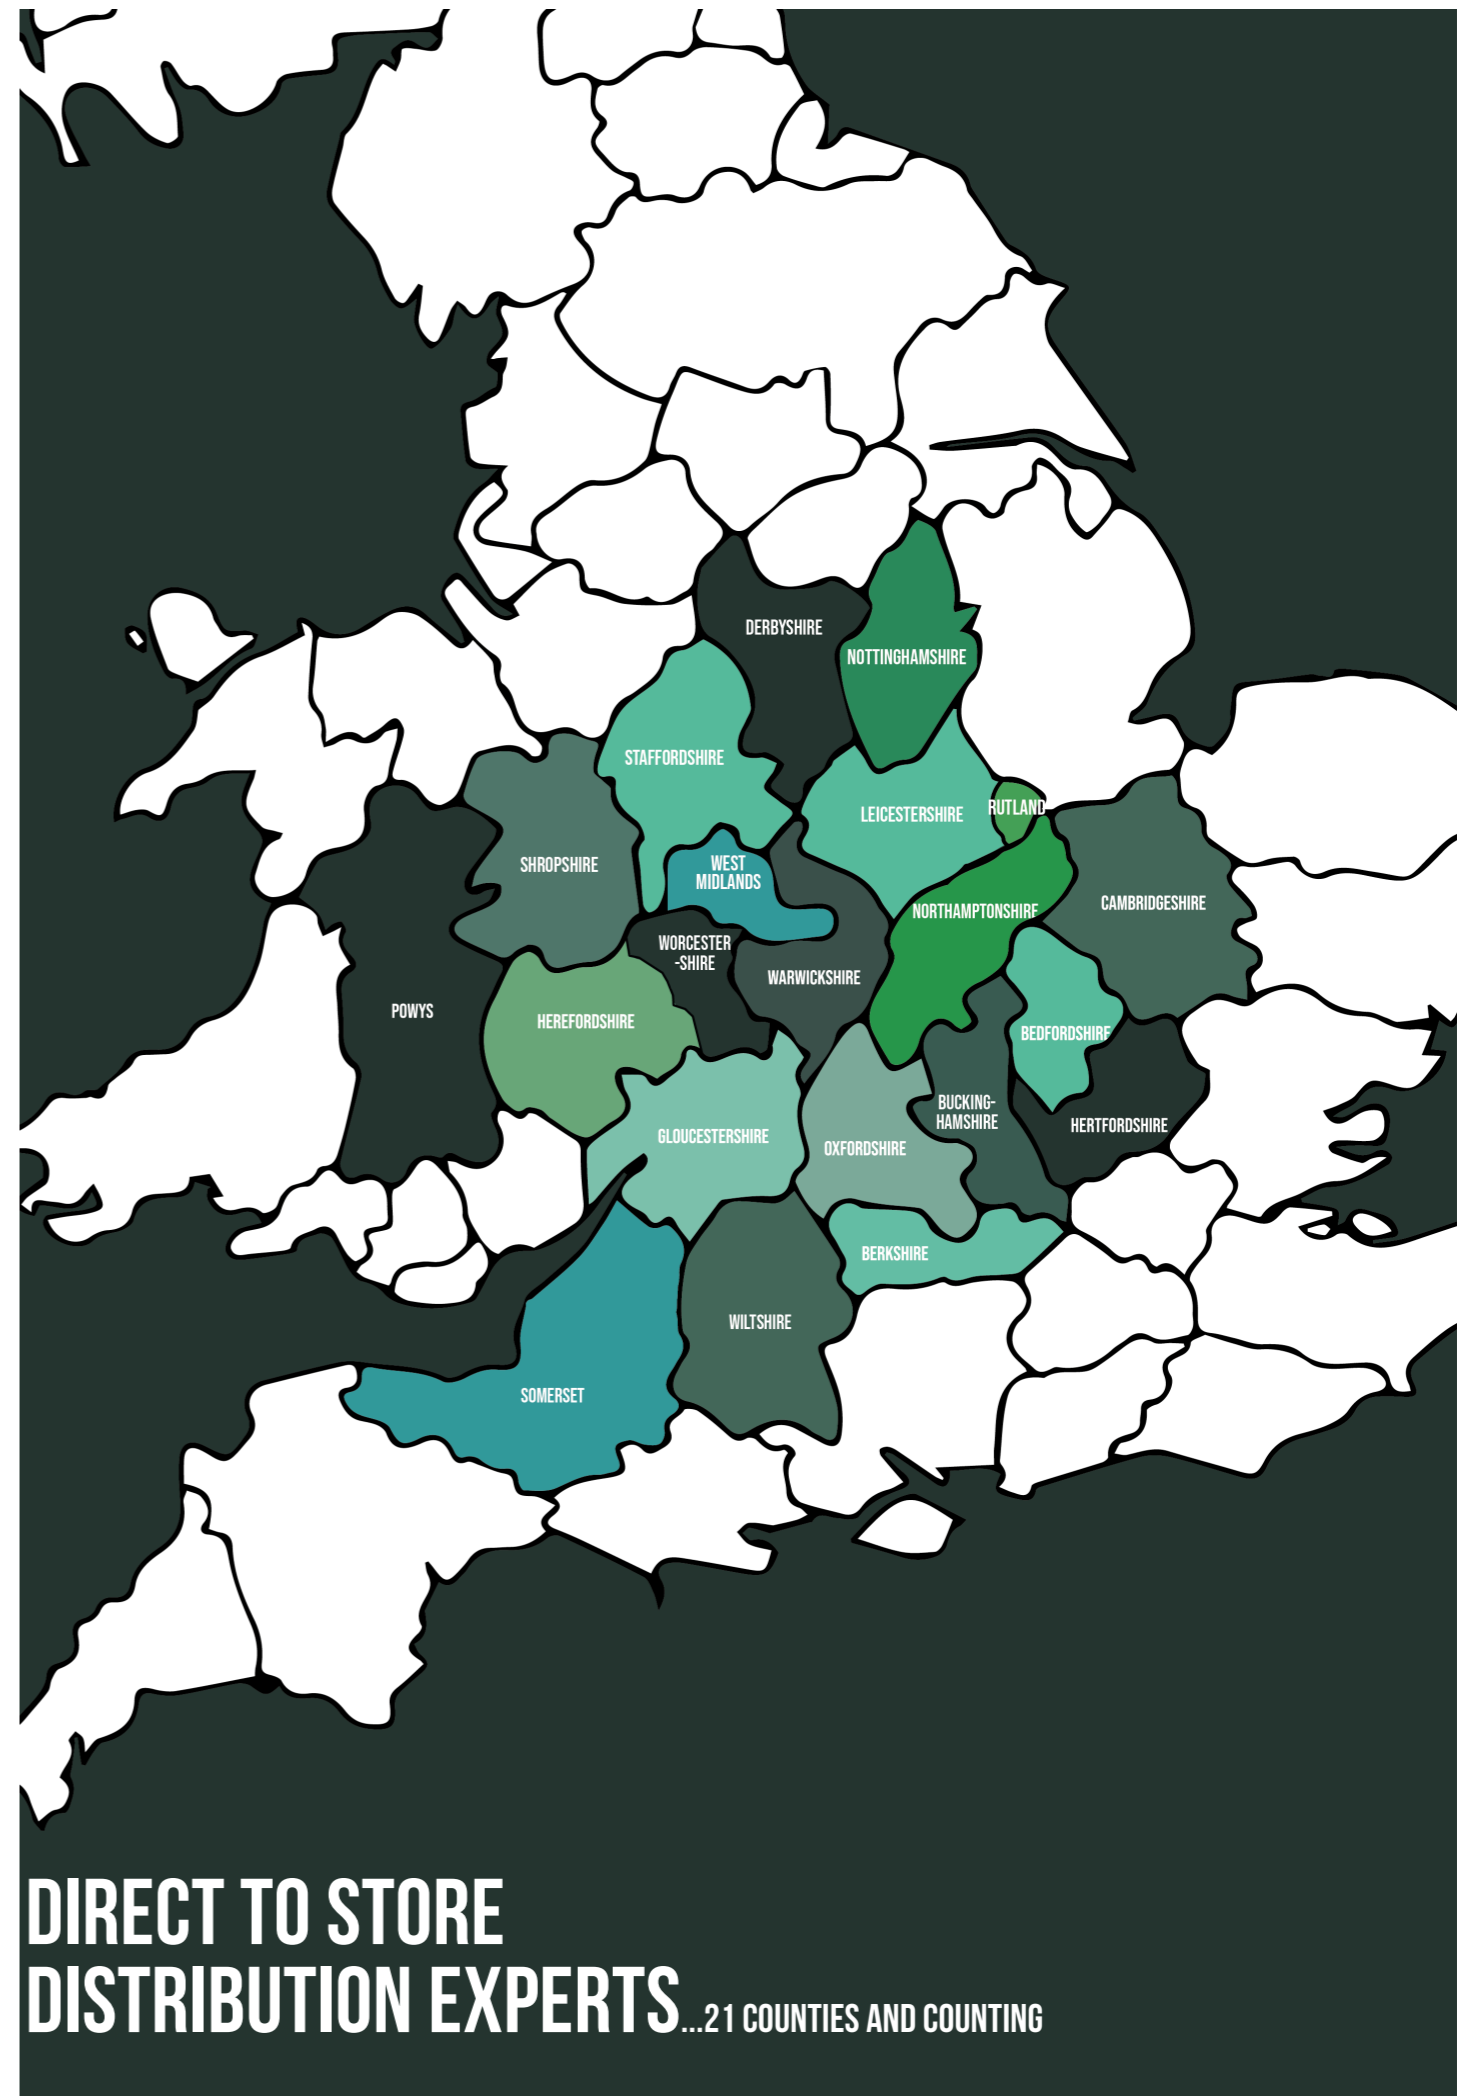 DERBYSHIRE
NOTTINGHAMSHIRE
STAFFORDSHIRE
LEICESTERSHIRE
RUTLAND
SHROPSHIRE
WEST
MIDLANDS
NORTHAMPTONSHIRE
CAMBRIDGESHIRE
WORCESTER
-SHIRE
WARWICKSHIRE
POWYS
HEREFORDSHIRE
BEDFORDSHIRE
BUCKING-
HAMSHIRE
HERTFORDSHIRE
GLOUCESTERSHIRE
OXFORDSHIRE
BERKSHIRE
WILTSHIRE
SOMERSET
DIRECT TO STORE
DISTRIBUTION EXPERTS...21 COUNTIES AND COUNTING